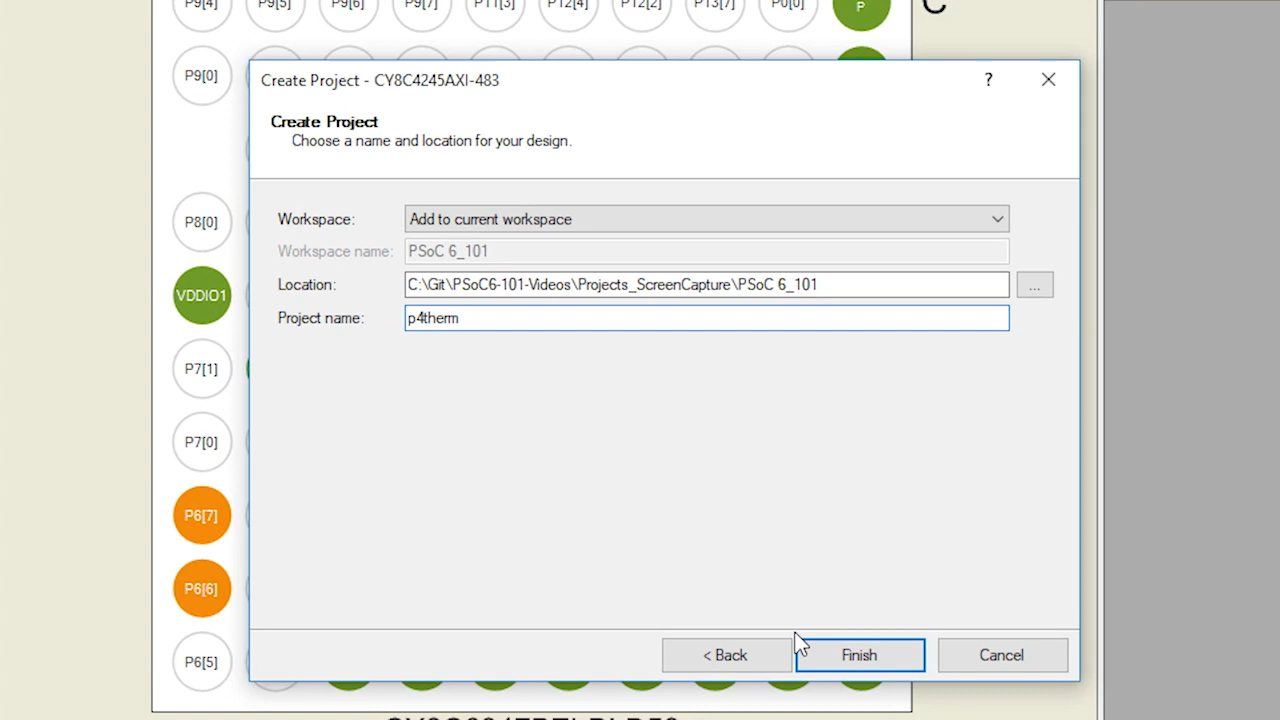 P9[4] P9[5] P9[6] P9[7] P11[3] P12[4] P12[2] P13[7] P0[0] P C
P9[0]
Create Project - CY8C4245AXI-483 ?
Create Project
Choose a name and location for your design.
P8[0]
Workspace: Add to current workspace
Workspace name: PSoC 6_101
VDDIO1
Location: C:\Git\PSoC6-101-Videos\Projects_ScreenCapture\PSoC 6_101 ...
Project name: p4therm
P7[1]
P7[0]
P6[7]
P6[6]
P6[5]
< Back Finish Cancel